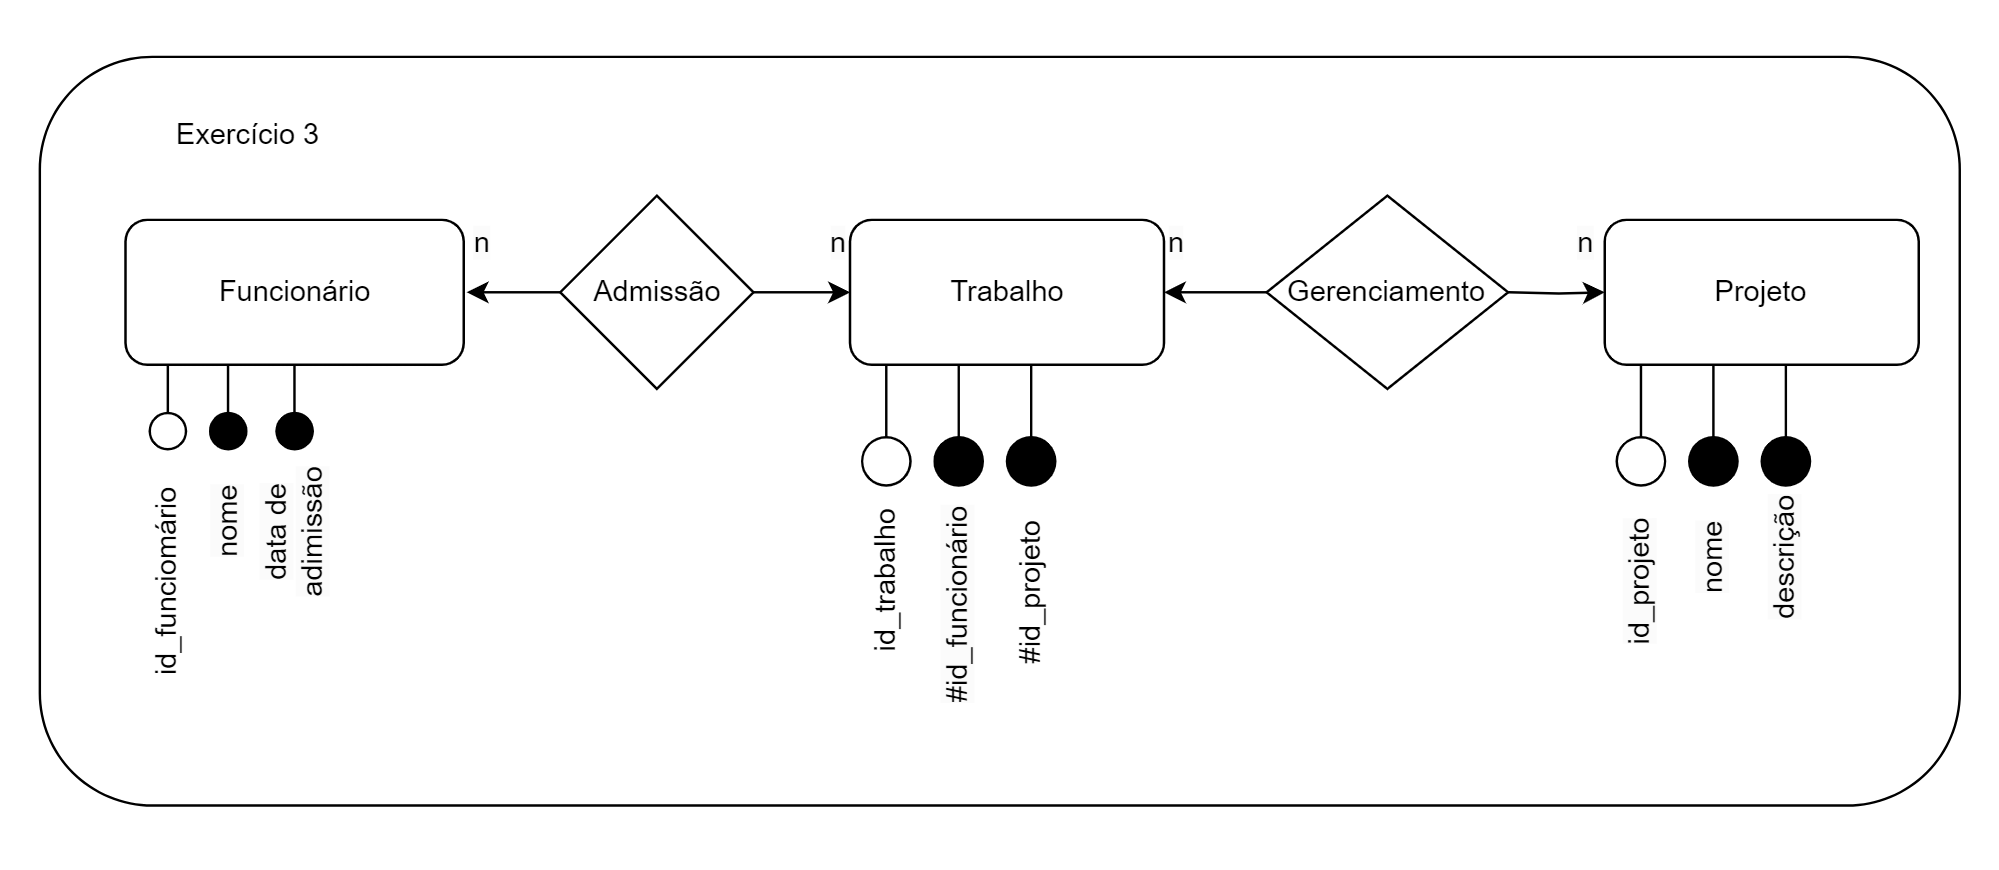 Exercício 3
Funcionário
n
Admissão
n
Trabalho
n
Gerenciamento
n
Projeto
id_funciomário
nome
data de
adimissão
id_trabalho
#id_funcionário
#id_projeto
id_projeto
nome
descrição